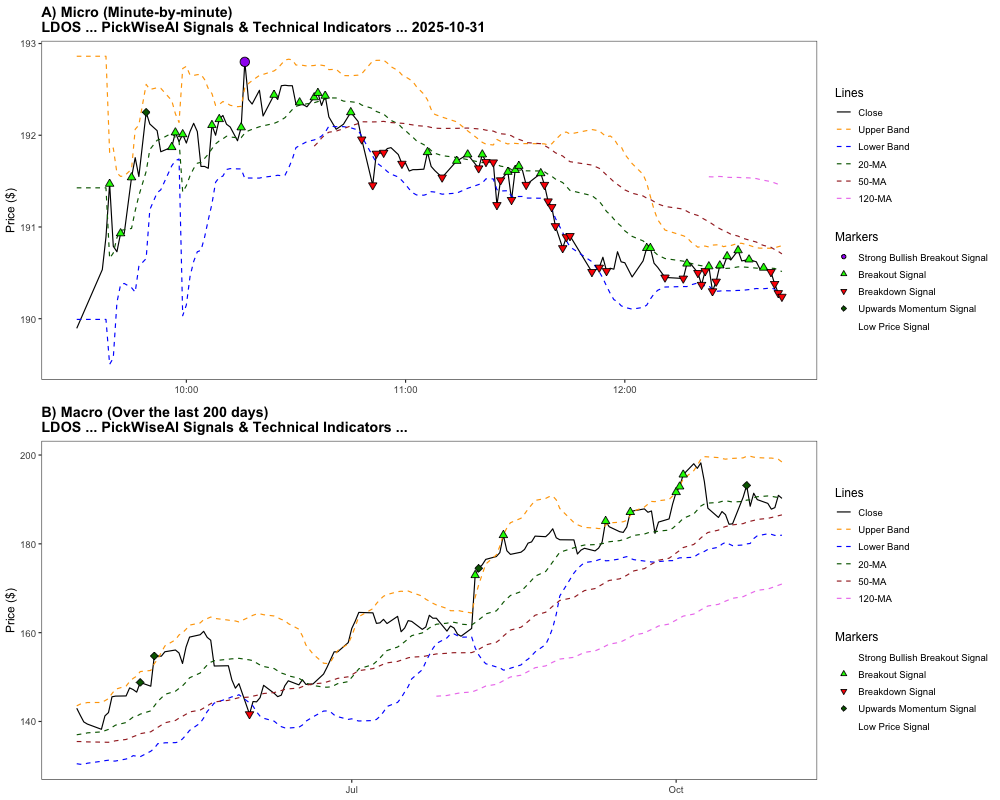 A) Micro (Minute-by-minute)
LDOS ... PickWiseAI Signals & Technical Indicators ... 2025-10-31
193
192
191
190
Price ($)
10:00
11:00
12:00
Lines
Close
Upper Band
Lower Band
20-MA
50-MA
120-MA
Markers
Strong Bullish Breakout Signal
Breakout Signal
Breakdown Signal
Upwards Momentum Signal
Low Price Signal
B) Macro (Over the last 200 days)
LDOS ... PickWiseAI Signals & Technical Indicators ...
200
180
160
140
Price ($)
Jul
Oct
Lines
Close
Upper Band
Lower Band
20-MA
50-MA
120-MA
Markers
Strong Bullish Breakout Signal
Breakout Signal
Breakdown Signal
Upwards Momentum Signal
Low Price Signal